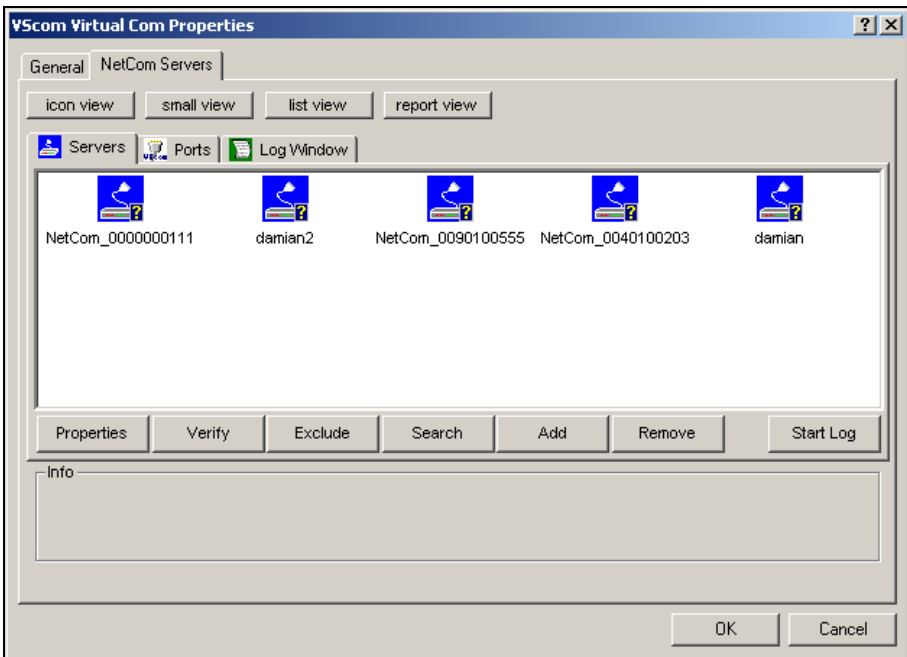 VScom Virtual Com Properties
General NetCom Servers
icon view small view list view report view
Servers Ports Log Window
NetCom_0000000111 damian2 NetCom_0090100555 NetCom_0040100203 damian
Properties Verify Exclude Search Add Remove Start Log
Info
OK Cancel